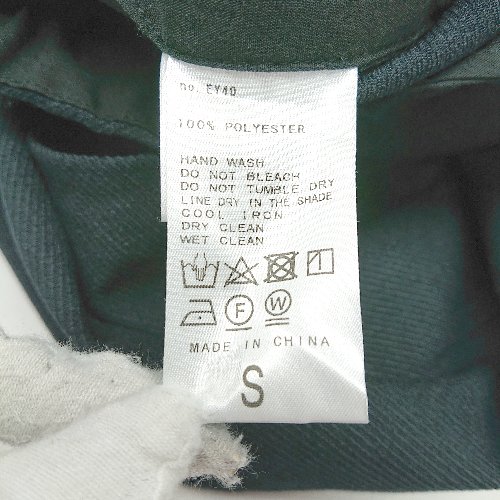 no. EY40
100% POLYESTER
HAND WASH
DO NOT BLEACH
DO NOT TUMBLE DRY
LINE DRY IN THE SHADE
COOL IRON
DRY CLEAN
WET CLEAN
F W
MADE IN CHINA
S